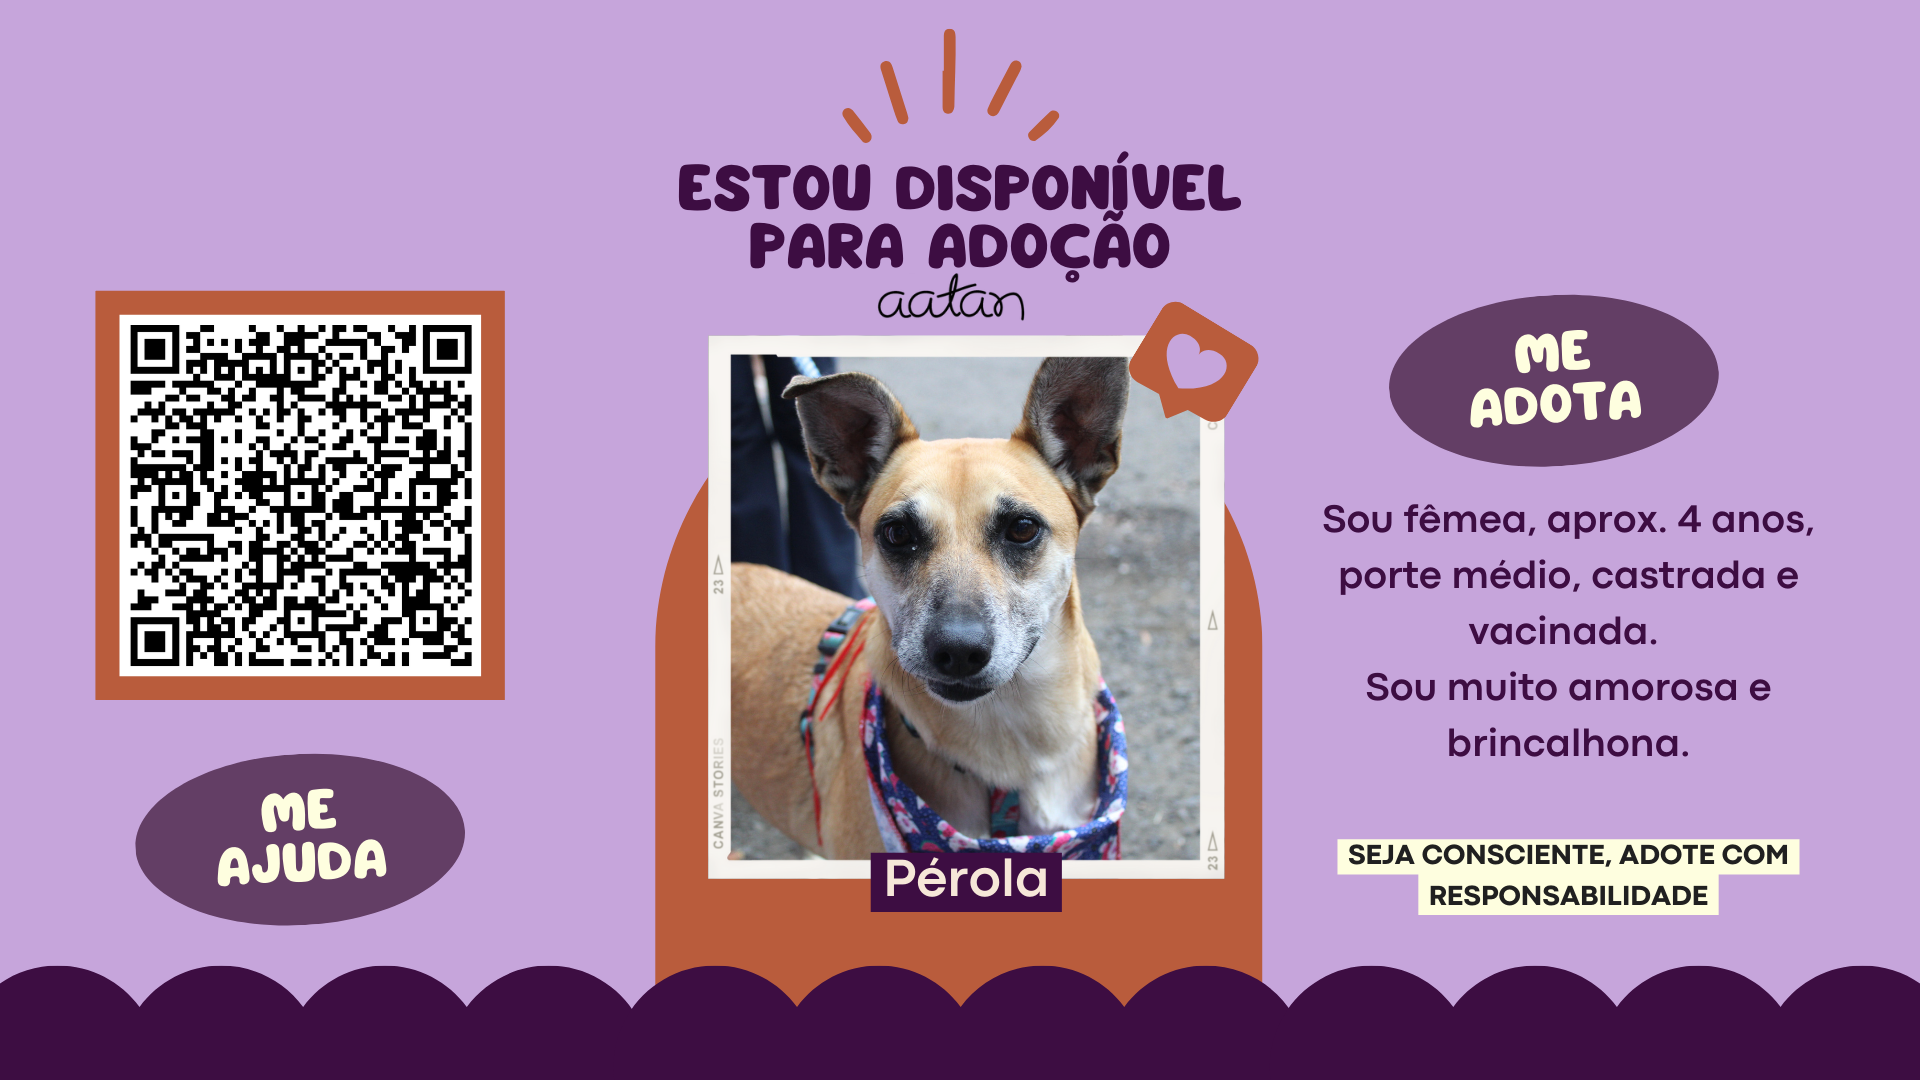 ESTOU DISPONÍVEL
PARA ADOÇÃO
aatan
ME
AJUDA
23
CANVA STORIES
23
Pérola
ME
ADOTA
Sou fêmea, aprox. 4 anos,
porte médio, castrada e
vacinada.
Sou muito amorosa e
brincalhona.
SEJA CONSCIENTE, ADOTE COM
RESPONSABILIDADE